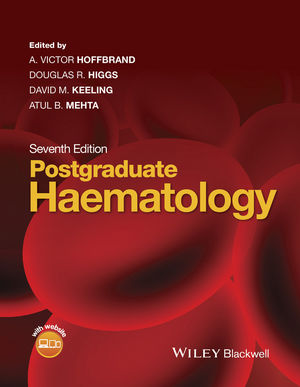 Edited by
A. VICTOR HOFFBRAND
DOUGLAS R. HIGGS
DAVID M. KEELING
ATUL B. MEHTA
Seventh Edition
Postgraduate
Haematology
with website
WILEY Blackwell